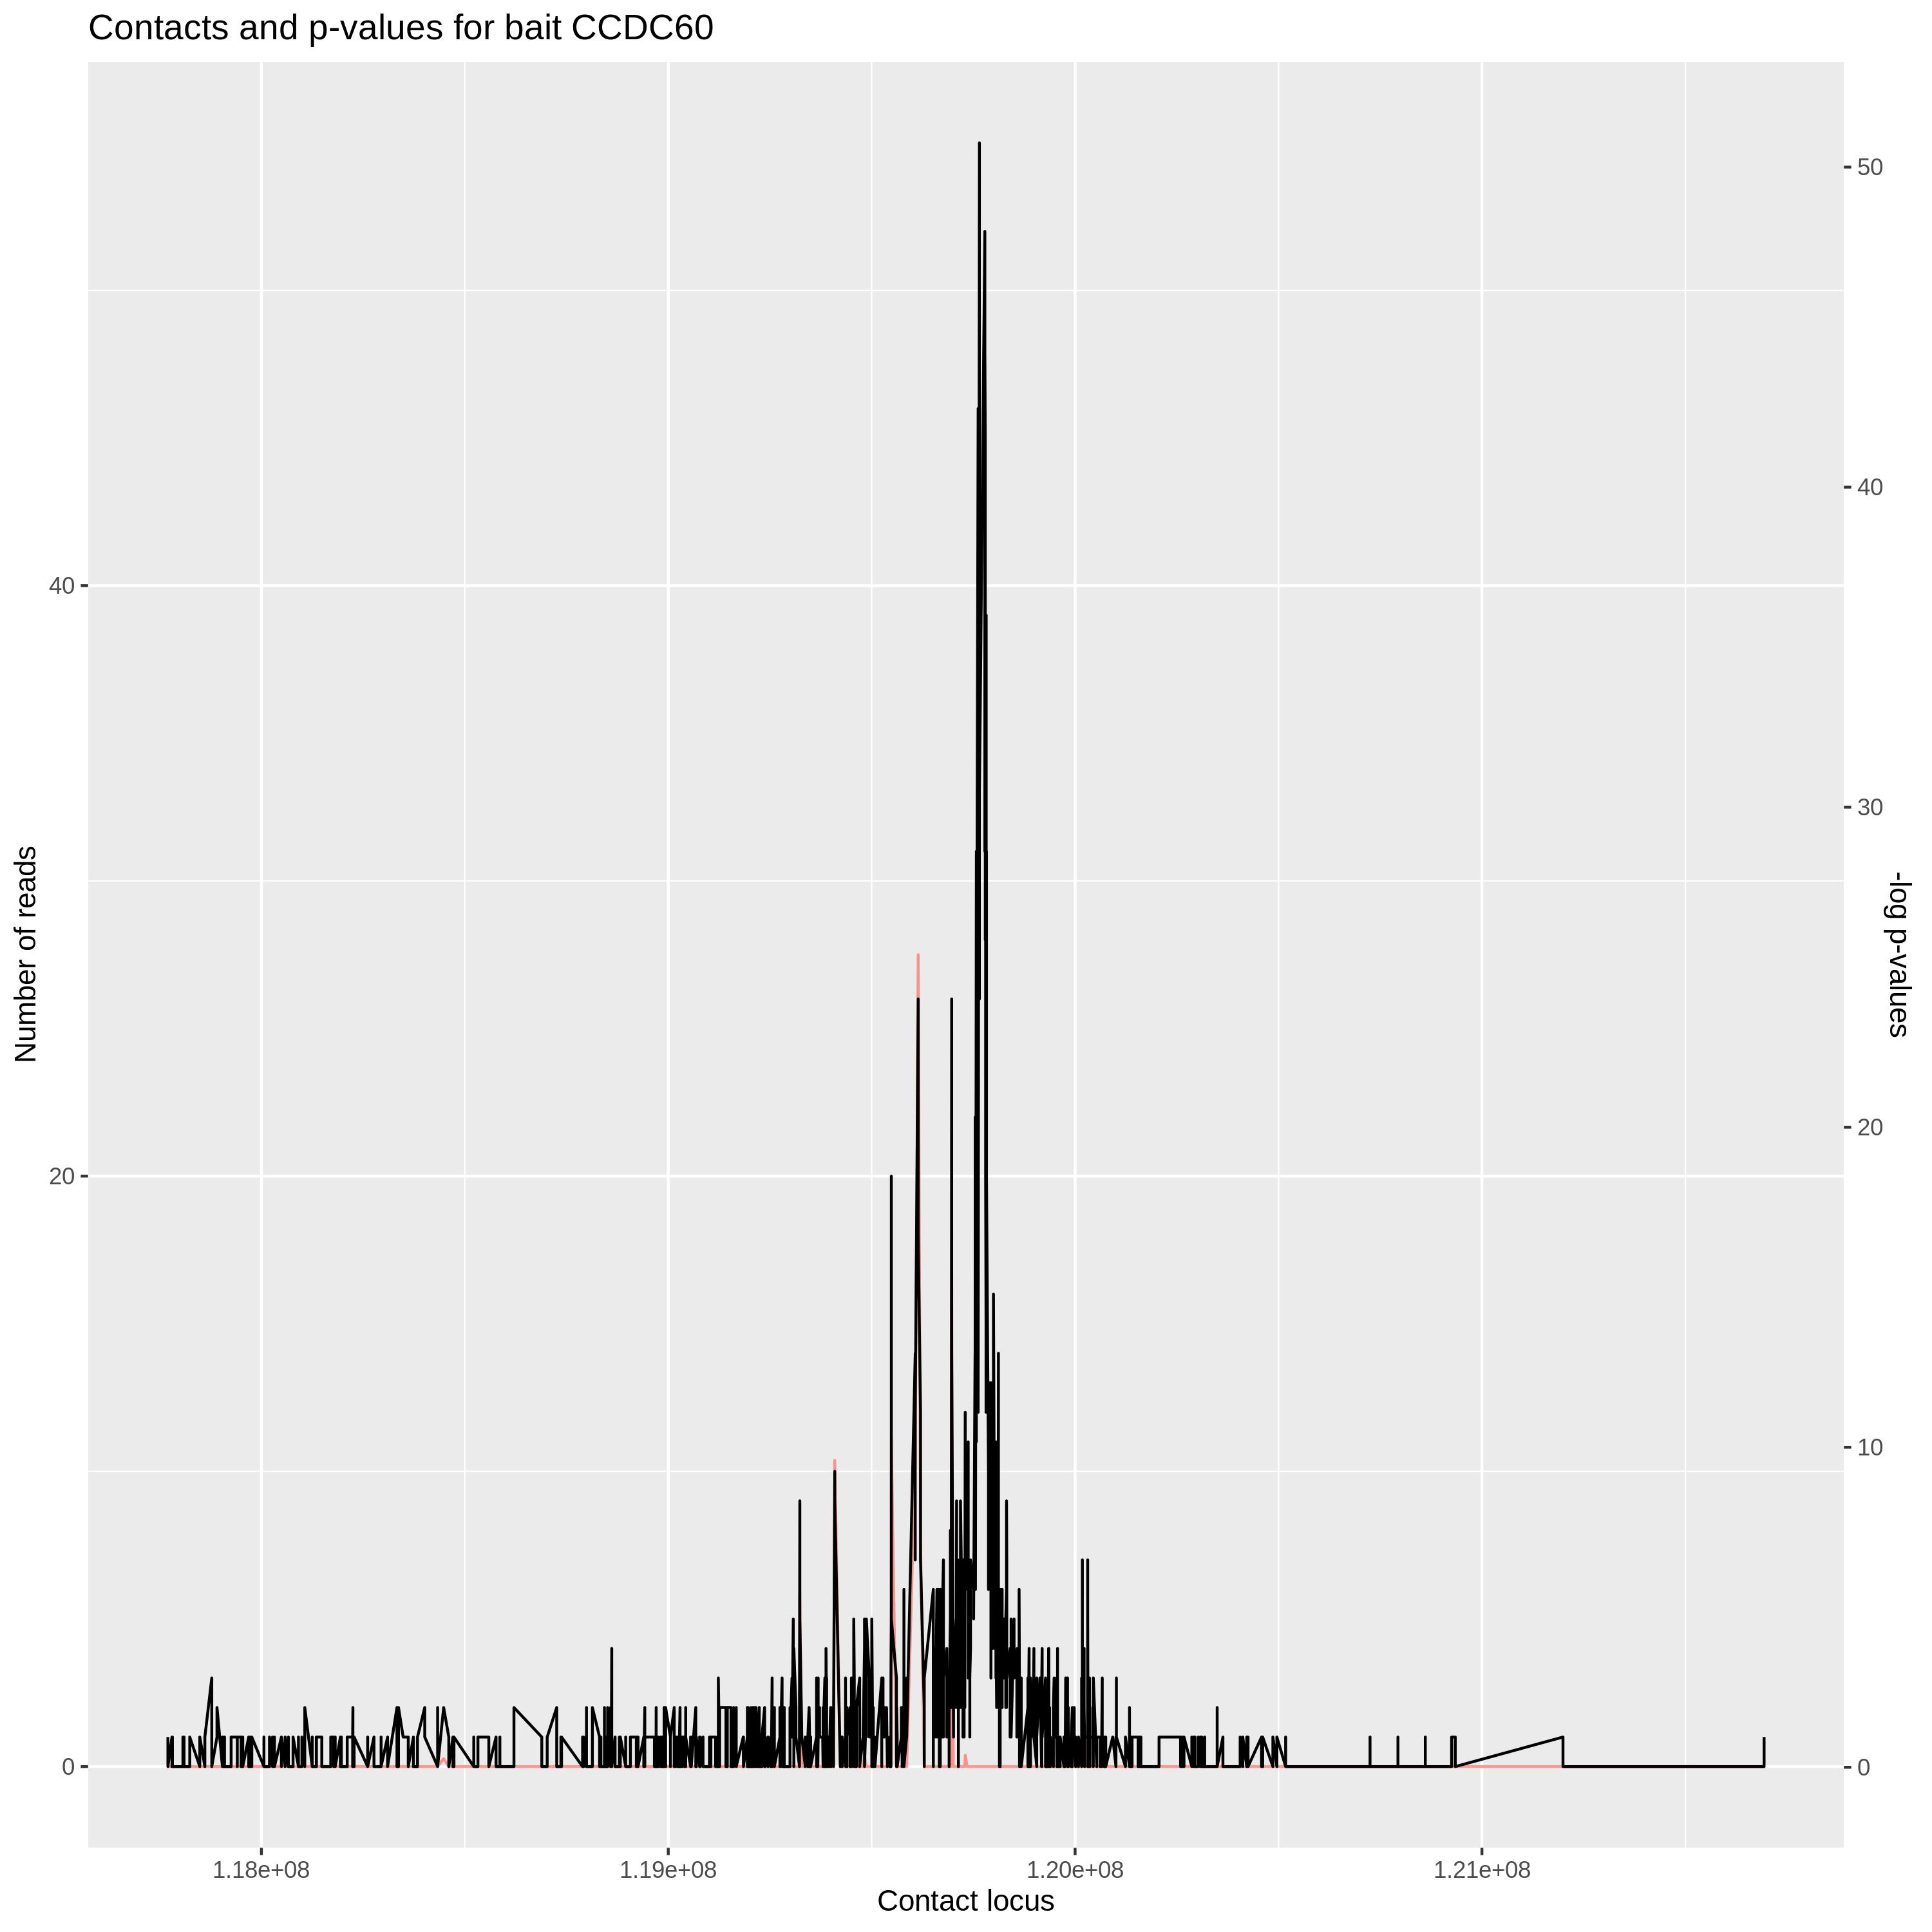 Contacts and p-values for bait CCDC60
50
40
40
30
Number of reads
-log p-values
20
20
10
0
0
1.18e+08 1.19e+08 1.20e+08 1.21e+08
Contact locus